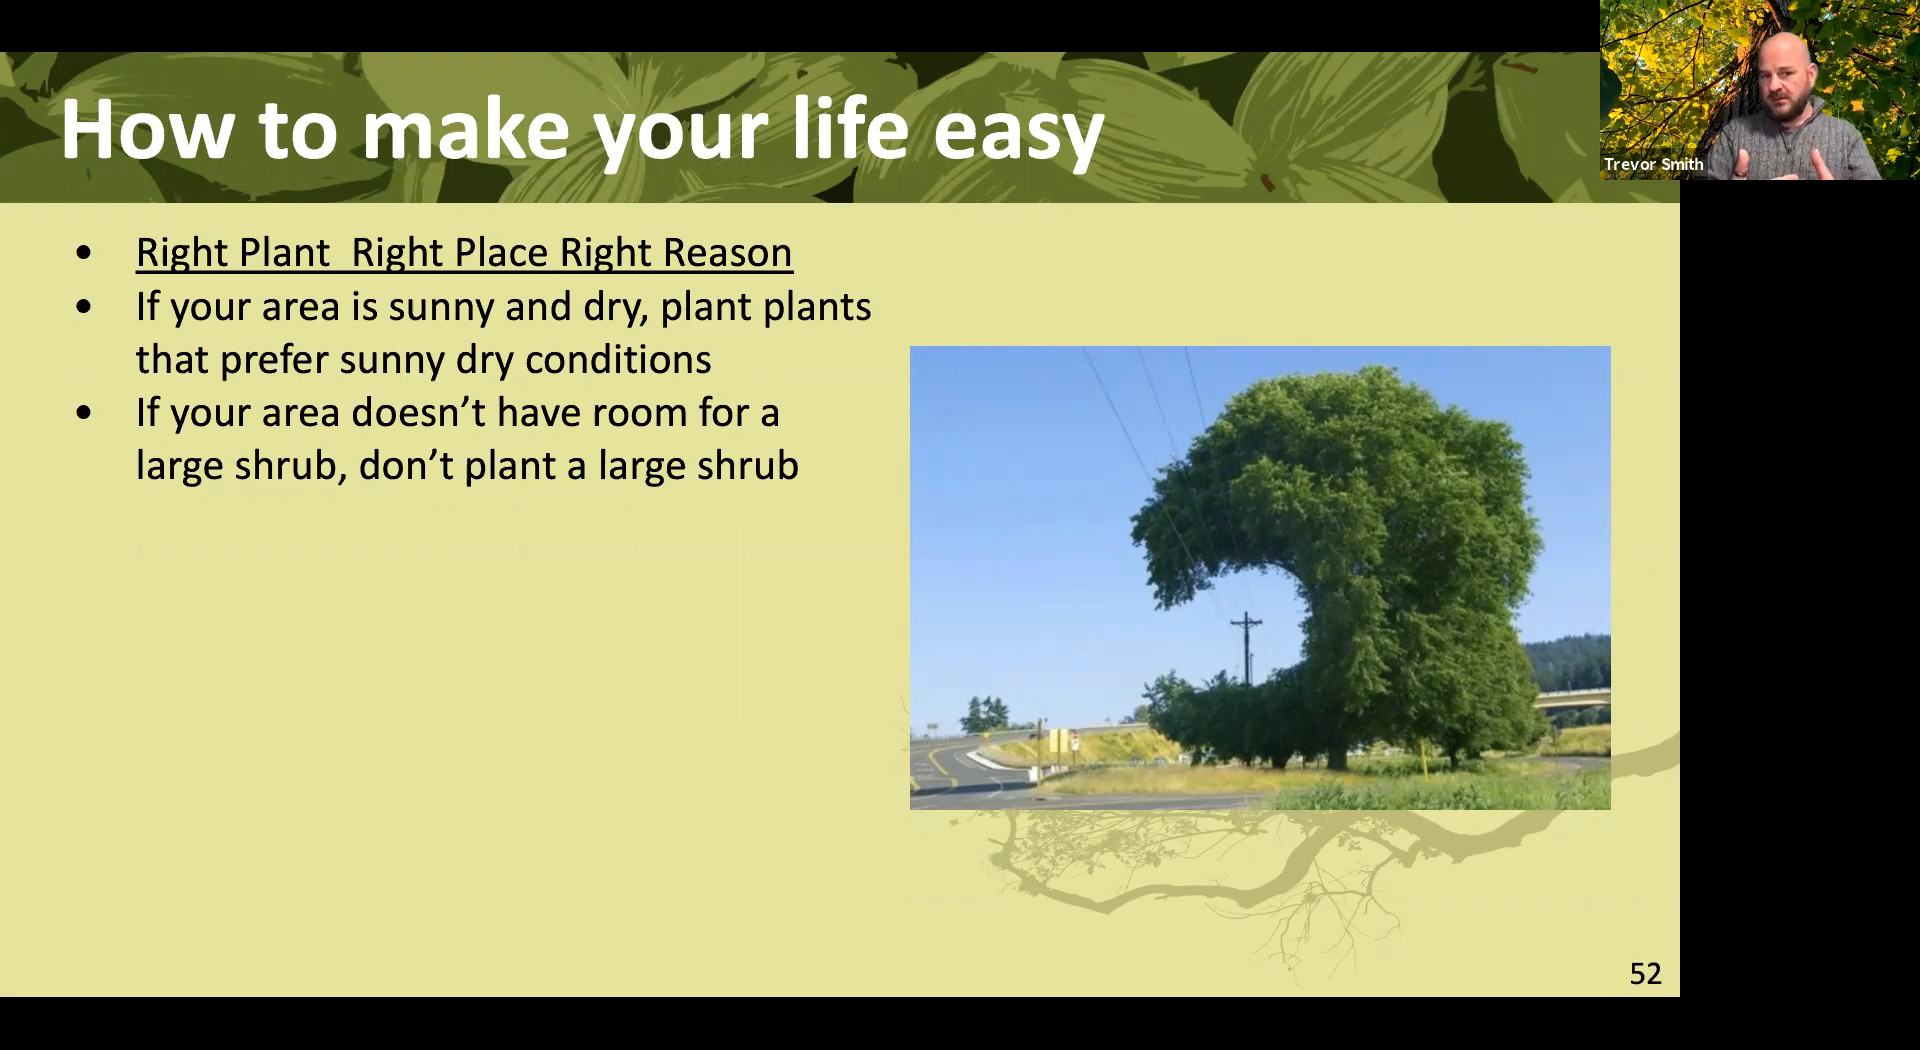 How to make your life easy
Trevor Smith
• Right Plant  Right Place Right Reason
• If your area is sunny and dry, plant plants
that prefer sunny dry conditions
• If your area doesn’t have room for a
large shrub, don’t plant a large shrub
52